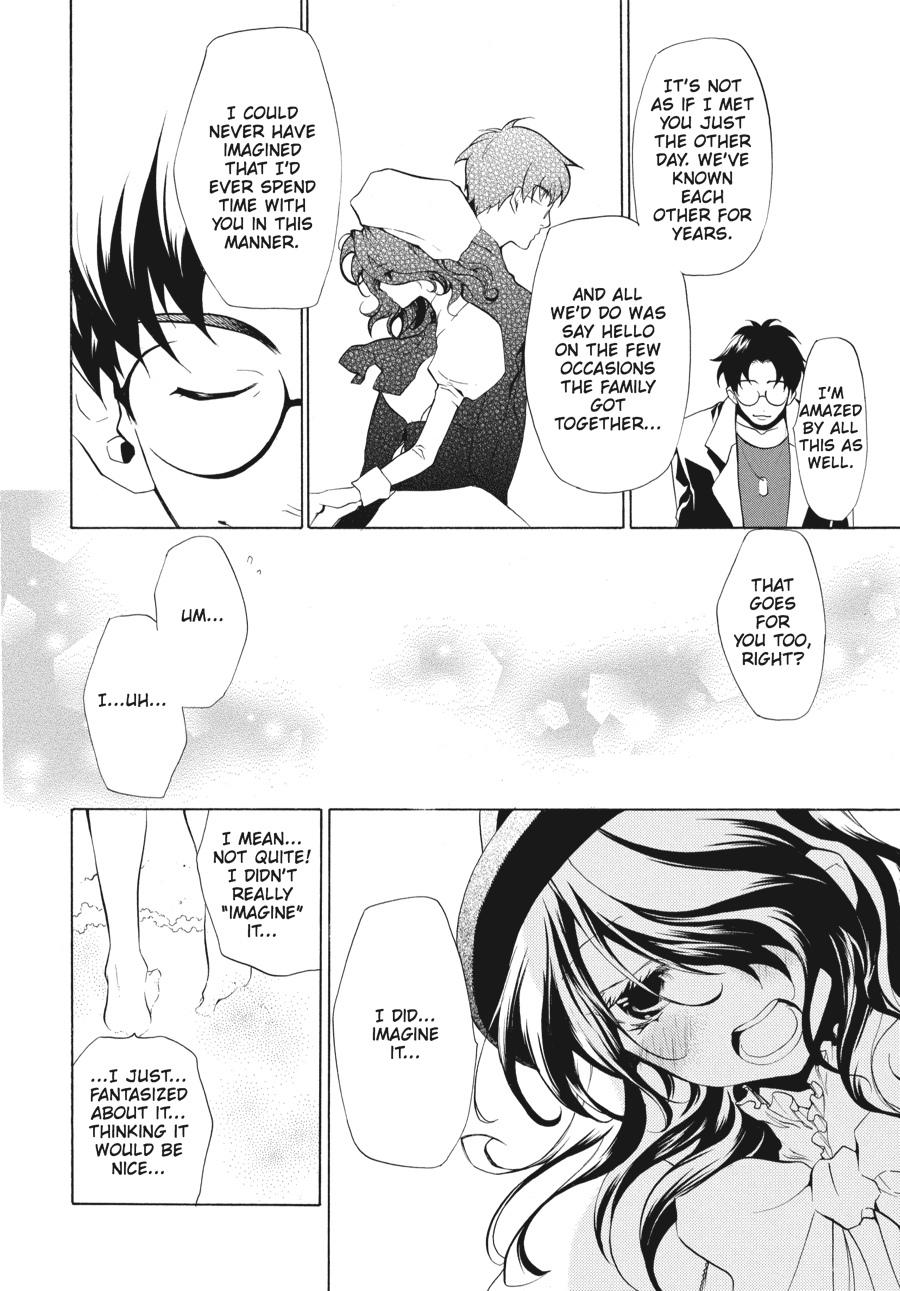 IT'S NOT
AS IF I MET
YOU JUST
THE OTHER
DAY. WE'VE
KNOWN
EACH
OTHER FOR
YEARS.
I'M
AMAZED
BY ALL
THIS AS
WELL.
AND ALL
WE'D DO WAS
SAY HELLO
ON THE FEW
OCCASIONS
THE FAMILY
GOT
TOGETHER...
I COULD
NEVER HAVE
IMAGINED
THAT I'D
EVER SPEND
TIME WITH
YOU IN THIS
MANNER.
THAT
GOES
FOR
YOU TOO,
RIGHT?
UM...
I...UH...
I DID...
IMAGINE
IT...
I MEAN...
NOT QUITE!
I DIDN'T
REALLY
"IMAGINE"
IT...
...I JUST...
FANTASIZED
ABOUT IT...
THINKING IT
WOULD BE
NICE...